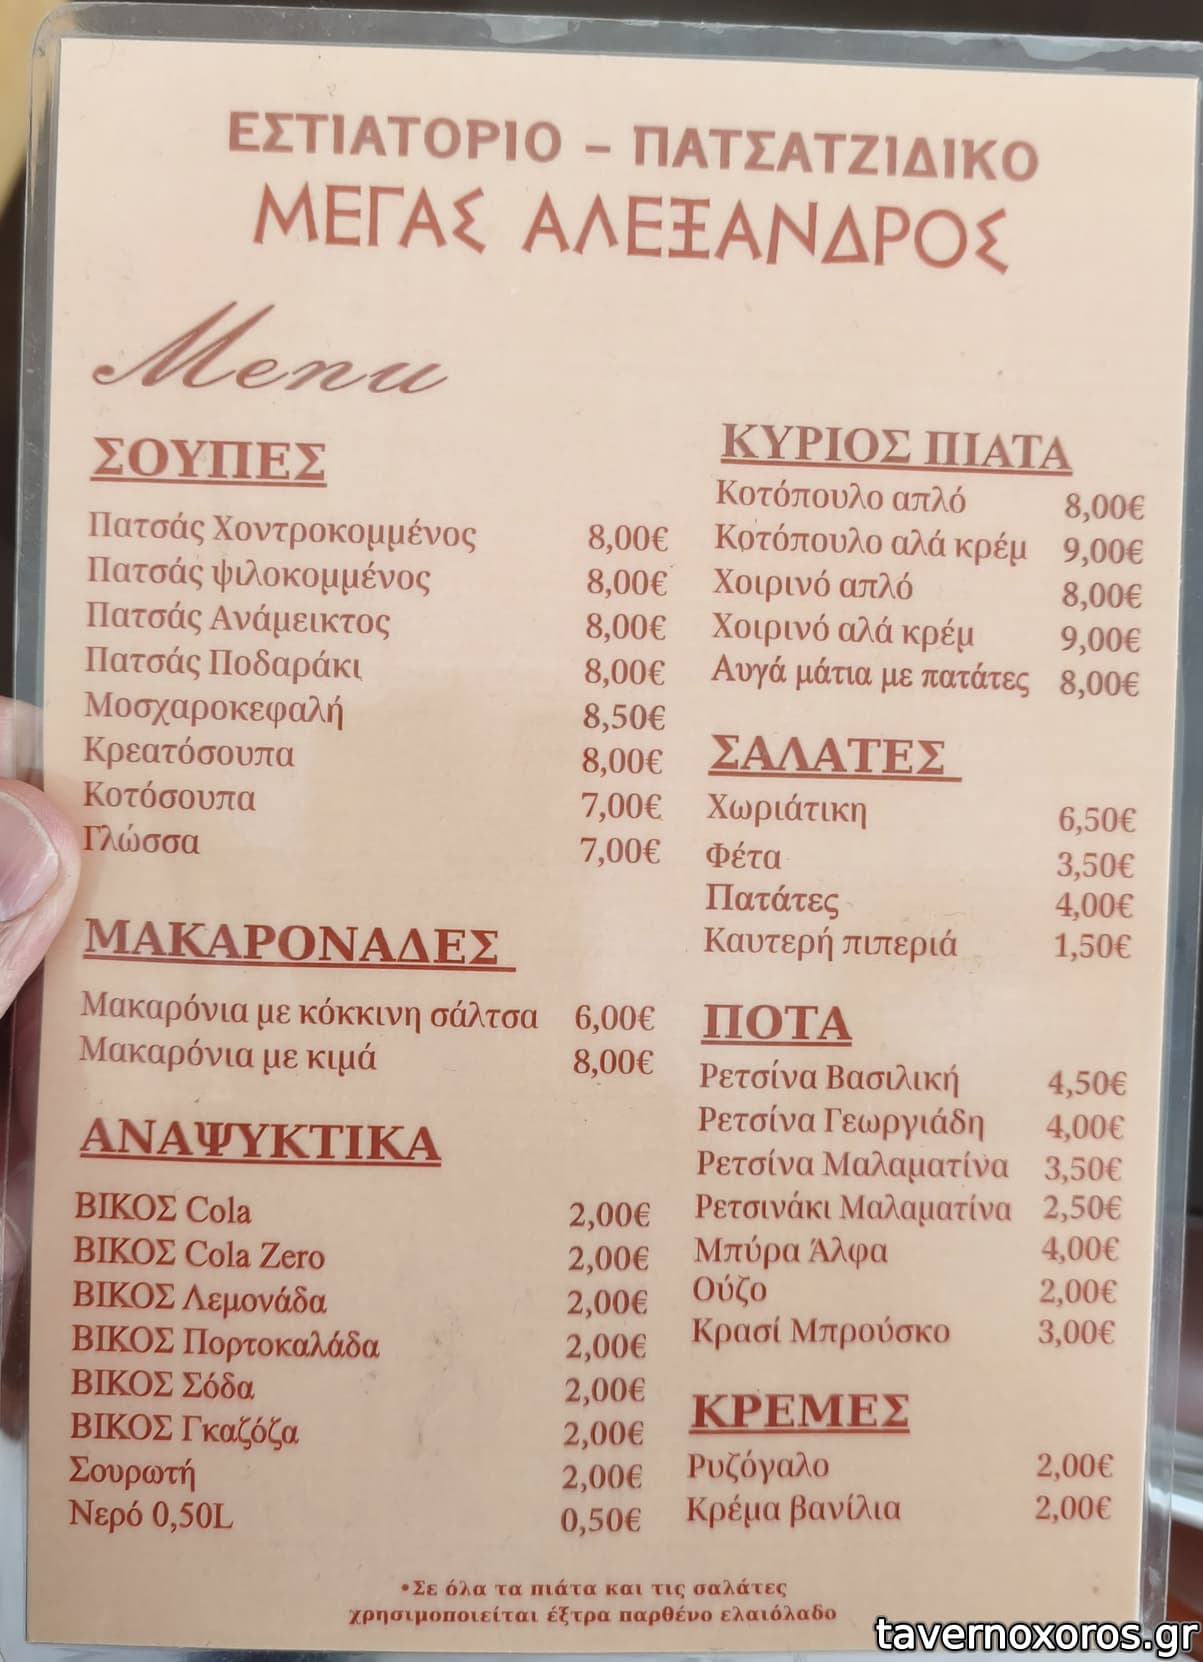 ΕΣΤΙΑΤΟΡΙΟ – ΠΑΤΣΑΤΖΙΔΙΚΟ
ΜΕΓΑΣ ΑΛΕΞΑΝΔΡΟΣ
Menu
ΣΟΥΠΕΣ
Πατσάς Χοντροκομμένος 8,00€
Πατσάς ψιλοκομμένος 8,00€
Πατσάς Ανάμεικτος 8,00€
Πατσάς Ποδαράκι 8,00€
Μοσχαροκεφαλή 8,50€
Κρεατόσουπα 8,00€
Κοτόσουπα 7,00€
Γλώσσα 7,00€
ΜΑΚΑΡΟΝΑΔΕΣ
Μακαρόνια με κόκκινη σάλτσα 6,00€
Μακαρόνια με κιμά 8,00€
ΑΝΑΨΥΚΤΙΚΑ
ΒΙΚΟΣ Cola 2,00€
ΒΙΚΟΣ Cola Zero 2,00€
ΒΙΚΟΣ Λεμονάδα 2,00€
ΒΙΚΟΣ Πορτοκαλάδα 2,00€
ΒΙΚΟΣ Σόδα 2,00€
ΒΙΚΟΣ Γκαζόζα 2,00€
Σουρωτή 2,00€
Νερό 0,50L 0,50€
ΚΥΡΙΟΣ ΠΙΑΤΑ
Κοτόπουλο απλό 8,00€
Κοτόπουλο αλά κρέμ 9,00€
Χοιρινό απλό 8,00€
Χοιρινό αλά κρέμ 9,00€
Αυγά μάτια με πατάτες 8,00€
ΣΑΛΑΤΕΣ
Χωριάτικη 6,50€
Φέτα 3,50€
Πατάτες 4,00€
Καυτερή πιπεριά 1,50€
ΠΟΤΑ
Ρετσίνα Βασιλική 4,50€
Ρετσίνα Γεωργιάδη 4,00€
Ρετσίνα Μαλαματίνα 3,50€
Ρετσινάκι Μαλαματίνα 2,50€
Μπύρα Άλφα 4,00€
Ούζο 2,00€
Κρασί Μπρούσκο 3,00€
ΚΡΕΜΕΣ
Ρυζόγαλο 2,00€
Κρέμα βανίλια 2,00€
•Σε όλα τα πιάτα και τις σαλάτες
χρησιμοποιείται έξτρα παρθένο ελαιόλαδο
tavernoxoros.gr